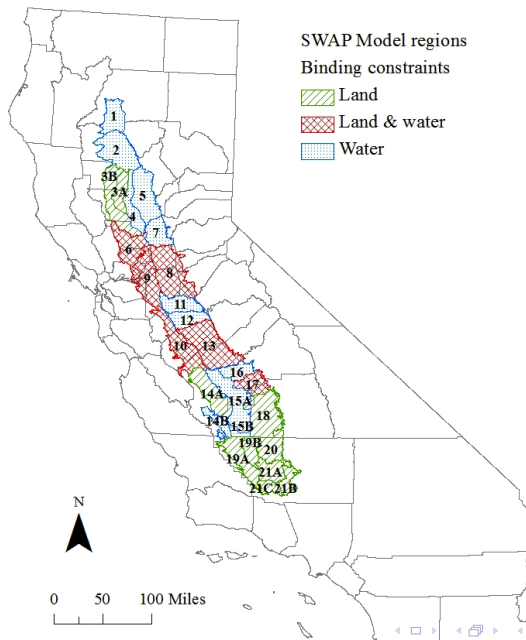 SWAP Model regions
Binding constraints
Land
Land & water
Water
1
2
3B
3A
5
4
7
6
8
9
11
12
10
13
16
17
14A
15A
18
14B
15B
19B
20
19A
21A
21C21B
N
0 50 100 Miles